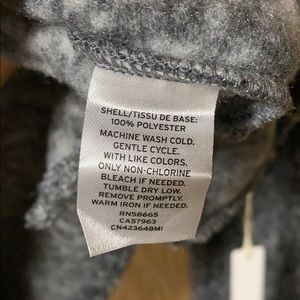 SHELL/TISSU DE BASE:
100% POLYESTER
MACHINE WASH COLD.
GENTLE CYCLE.
WITH LIKE COLORS.
ONLY NON-CHLORINE
BLEACH IF NEEDED.
TUMBLE DRY LOW.
REMOVE PROMPTLY.
WARM IRON IF NEEDED.
RN58665
CA57963
CN423648MI